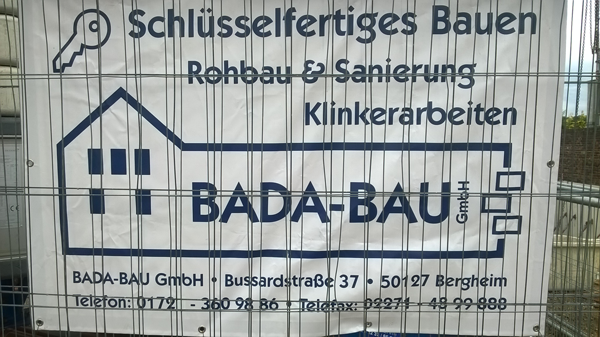 Schlüsselfertiges Bauen
Rohbau & Sanierung
Klinkerarbeiten
BADA-BAU GmbH
BADA-BAU GmbH • Bussardstraße 37 • 50127 Bergheim
Telefon: 0172 - 360 98 86 • Telefax: 02271 - 48 99 888